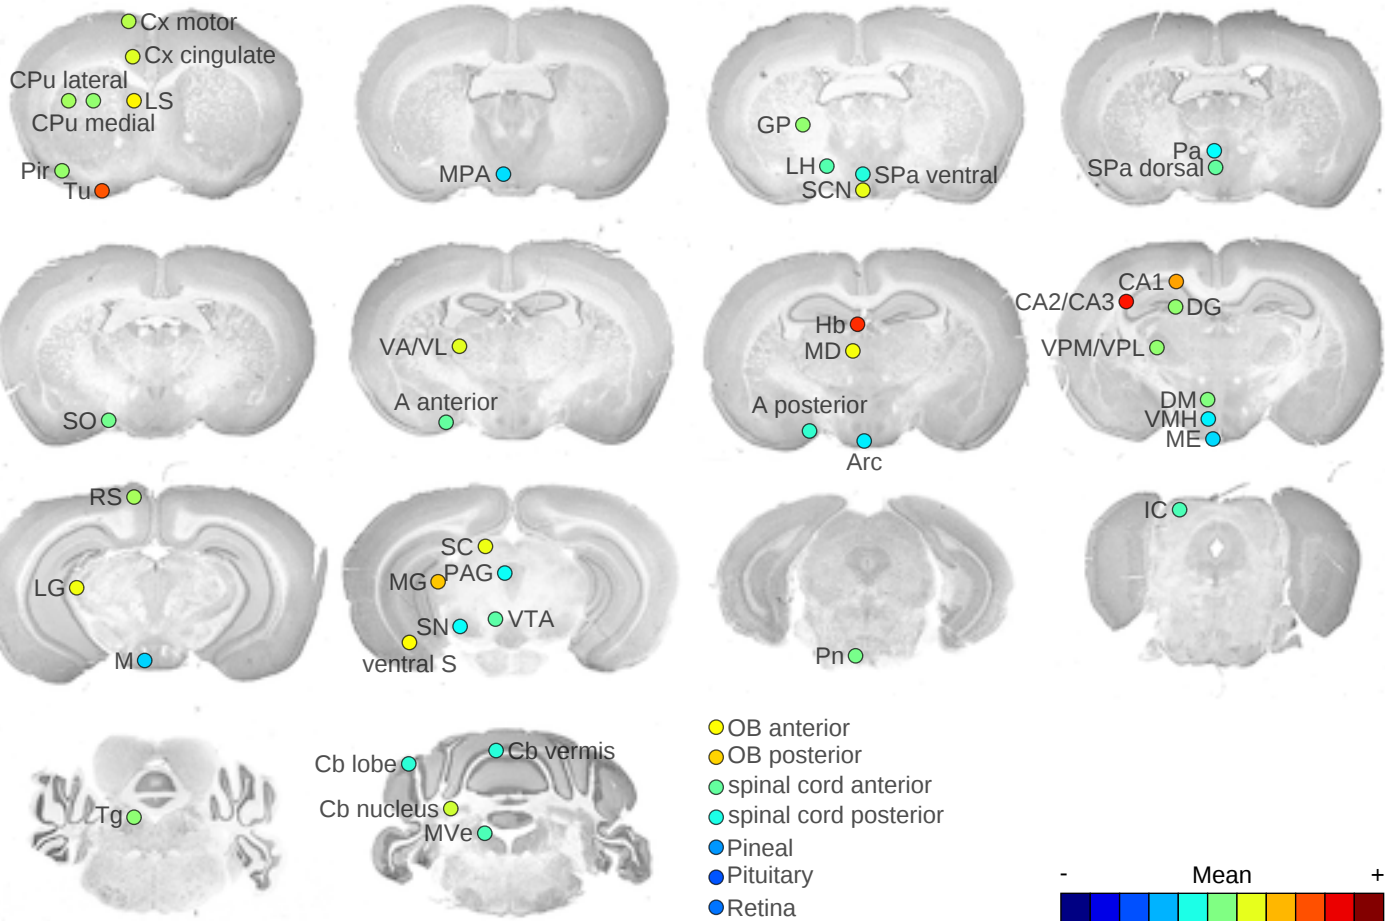 Cx motor
Cx cingulate
CPu lateral
LS
CPu medial
Pir
Tu
MPA
GP
LH
SPa ventral
SCN
Pa
SPa dorsal
SO
VA/VL
A anterior
Hb
MD
A posterior
Arc
CA1
CA2/CA3
DG
VPM/VPL
DM
VMH
ME
RS
LG
M
SC
MG
PAG
SN
VTA
ventral S
Pn
IC
Tg
Cb lobe
Cb vermis
Cb nucleus
MVe
OB anterior
OB posterior
spinal cord anterior
spinal cord posterior
Pineal
Pituitary
Retina
- Mean +